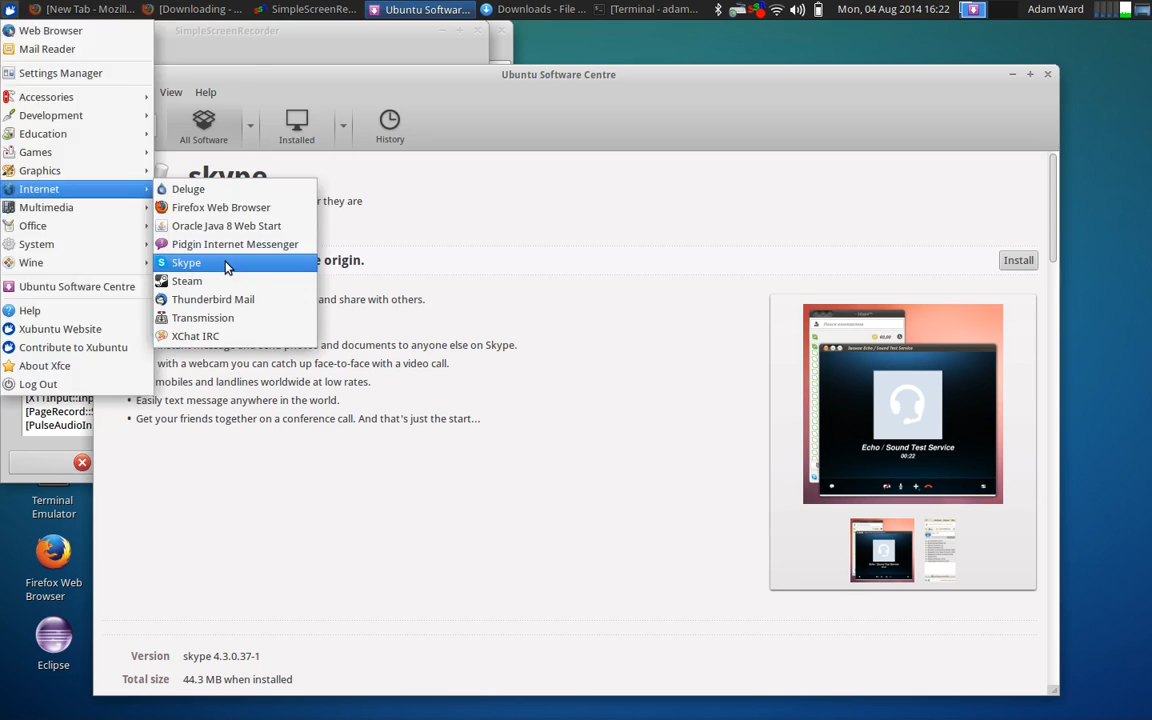 [New Tab - Mozill...
[Downloading - ...
SimpleScreenRe...
Ubuntu Softwar...
Downloads - File ...
[Terminal - adam...
Mon, 04 Aug 2014 16:22
Adam Ward
Web Browser
Mail Reader
Settings Manager
Accessories
Development
Education
Games
Graphics
Internet
Multimedia
Office
System
Wine
Ubuntu Software Centre
Help
Xubuntu Website
Contribute to Xubuntu
About Xfce
Log Out
Deluge
Firefox Web Browser
Oracle Java 8 Web Start
Pidgin Internet Messenger
Skype
Steam
Thunderbird Mail
Transmission
XChat IRC
SimpleScreenRecorder
Ubuntu Software Centre
View Help
All Software
Installed
History
skype
r they are
e origin.
Install
and share with others.
and documents to anyone else on Skype.
with a webcam you can catch up face-to-face with a video call.
mobiles and landlines worldwide at low rates.
• Easily text message anywhere in the world.
• Get your friends together on a conference call. And that's just the start...
Echo / Sound Test Service
00:22
Version skype 4.3.0.37-1
Total size 44.3 MB when installed
[X11Input::Inp
[PageRecord::S
[PulseAudioIn
Terminal
Emulator
Firefox Web
Browser
Eclipse